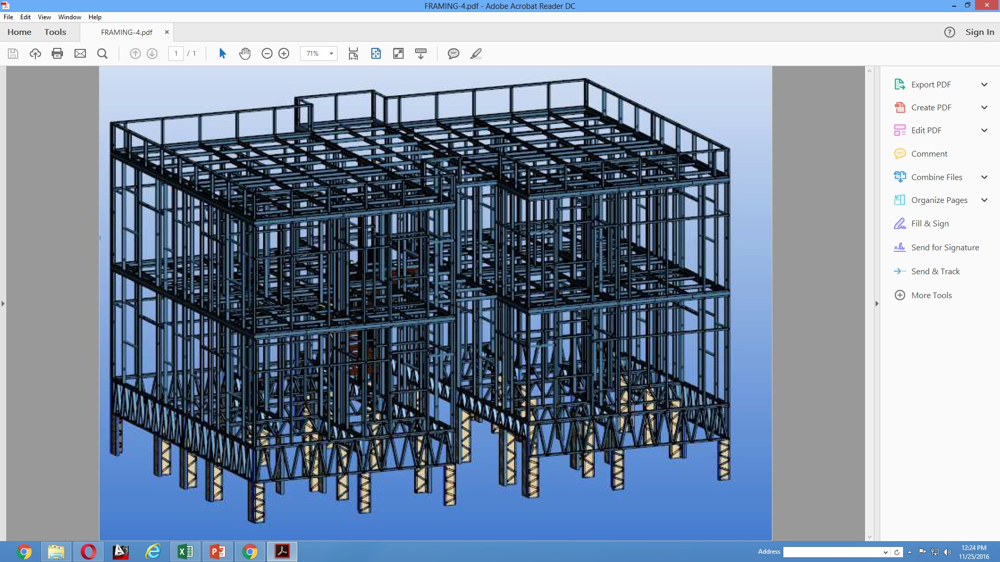 FRAMING-4.pdf - Adobe Acrobat Reader DC
File Edit View Window Help
Home Tools FRAMING-4.pdf × ? Sign In
1 / 1 71%
Export PDF
Create PDF
Edit PDF
Comment
Combine Files
Organize Pages
Fill & Sign
Send for Signature
Send & Track
More Tools
Address
12:24 PM
11/25/2016